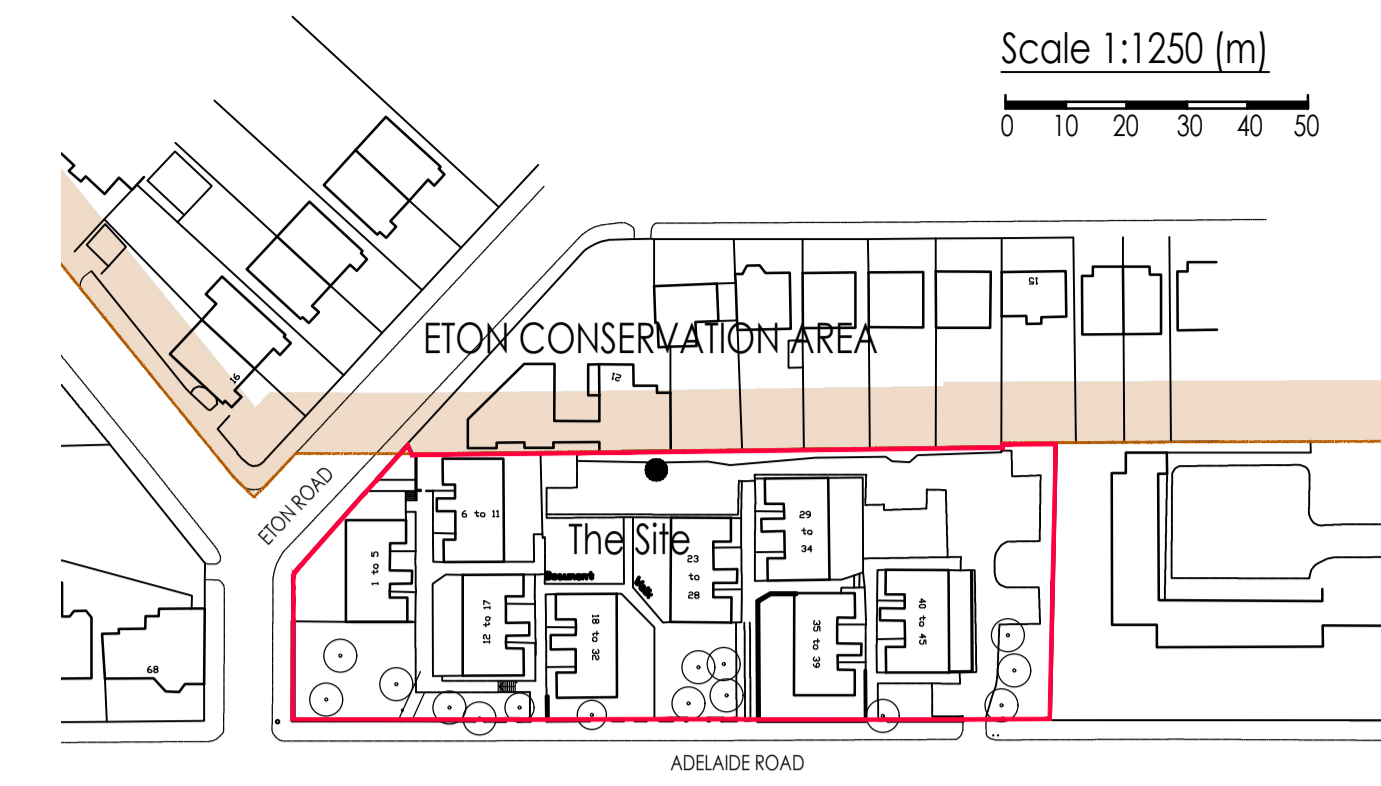 Scale 1:1250 (m)
0 10 20 30 40 50
15
ETON CONSERVATION AREA
16
21
ETON ROAD
6 to 11
29
to
34
The Site
1 to 5
23
to
28
Beaumont
Walk
12 to 17
18 to 32
35 to 39
40 to 45
68
ADELAIDE ROAD